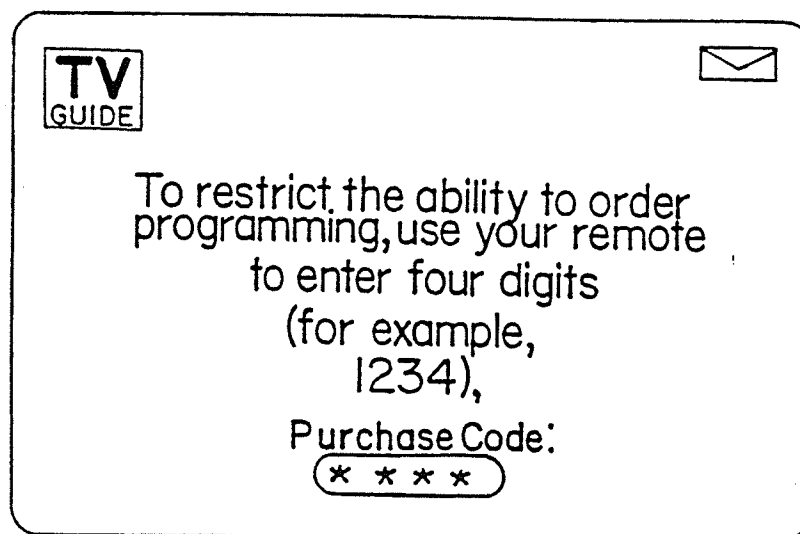 TV
GUIDE
To restrict the ability to order
programming, use your remote
to enter four digits
(for example,
1234),
Purchase Code:
* * * *